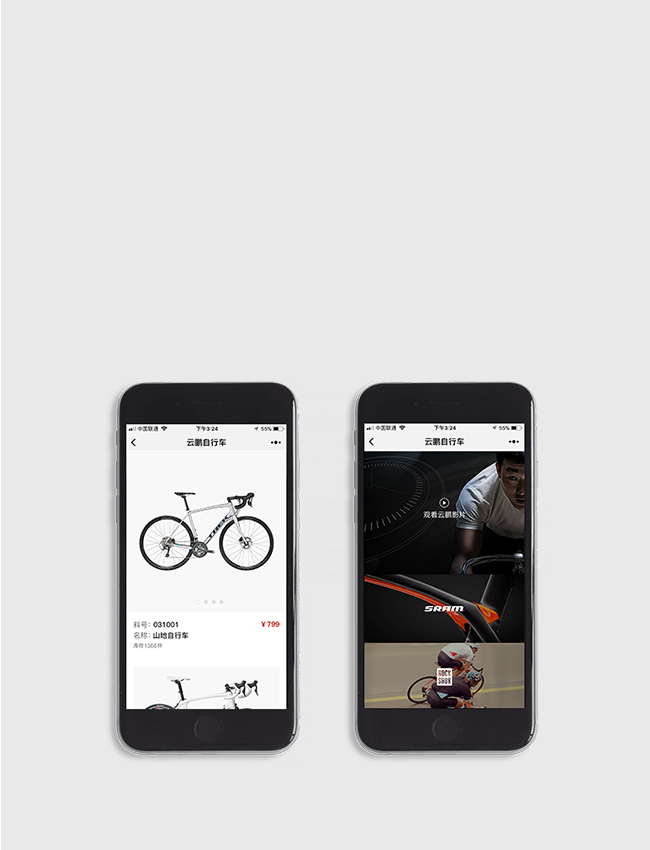 中国联通
下午3:24
55%
云鹏自行车
TREK
料号: 031001
¥799
名称: 山地自行车
库存1366件
中国联通
下午3:24
55%
云鹏自行车
观看云鹏影片
SRAM
ROCK
SHOX